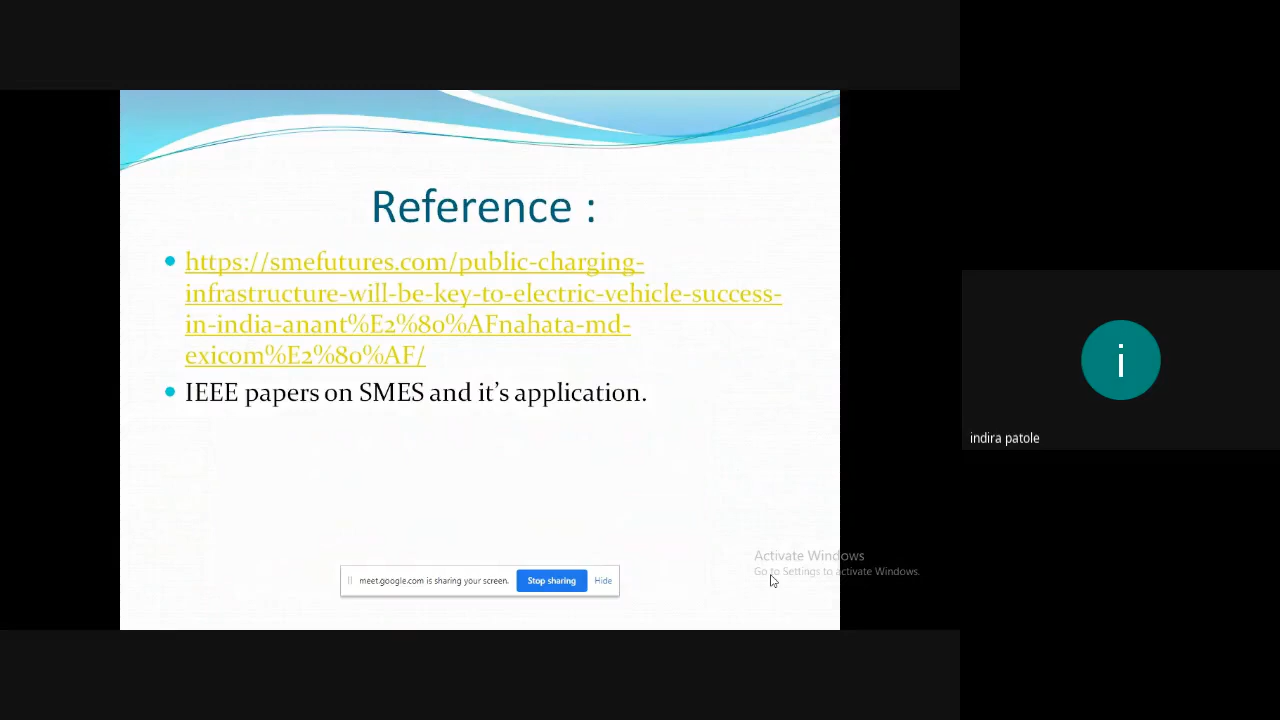 Reference :
https://smefutures.com/public-charging-
infrastructure-will-be-key-to-electric-vehicle-success-
in-india-anant%E2%80%AFnahata-md-
exicom%E2%80%AF/
IEEE papers on SMES and it’s application.
i
indira patole
Activate Windows
Go to Settings to activate Windows.
meet.google.com is sharing your screen.
Stop sharing
Hide